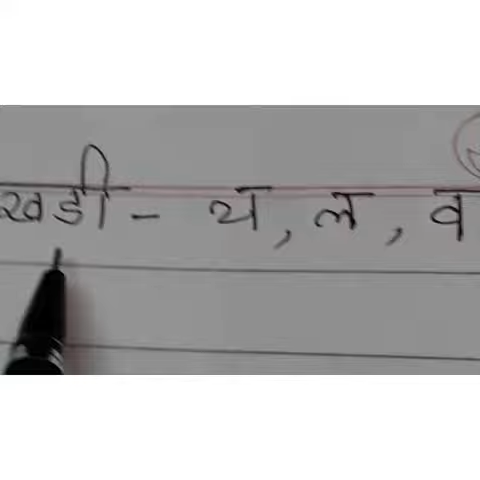 खडी - य, ल, व